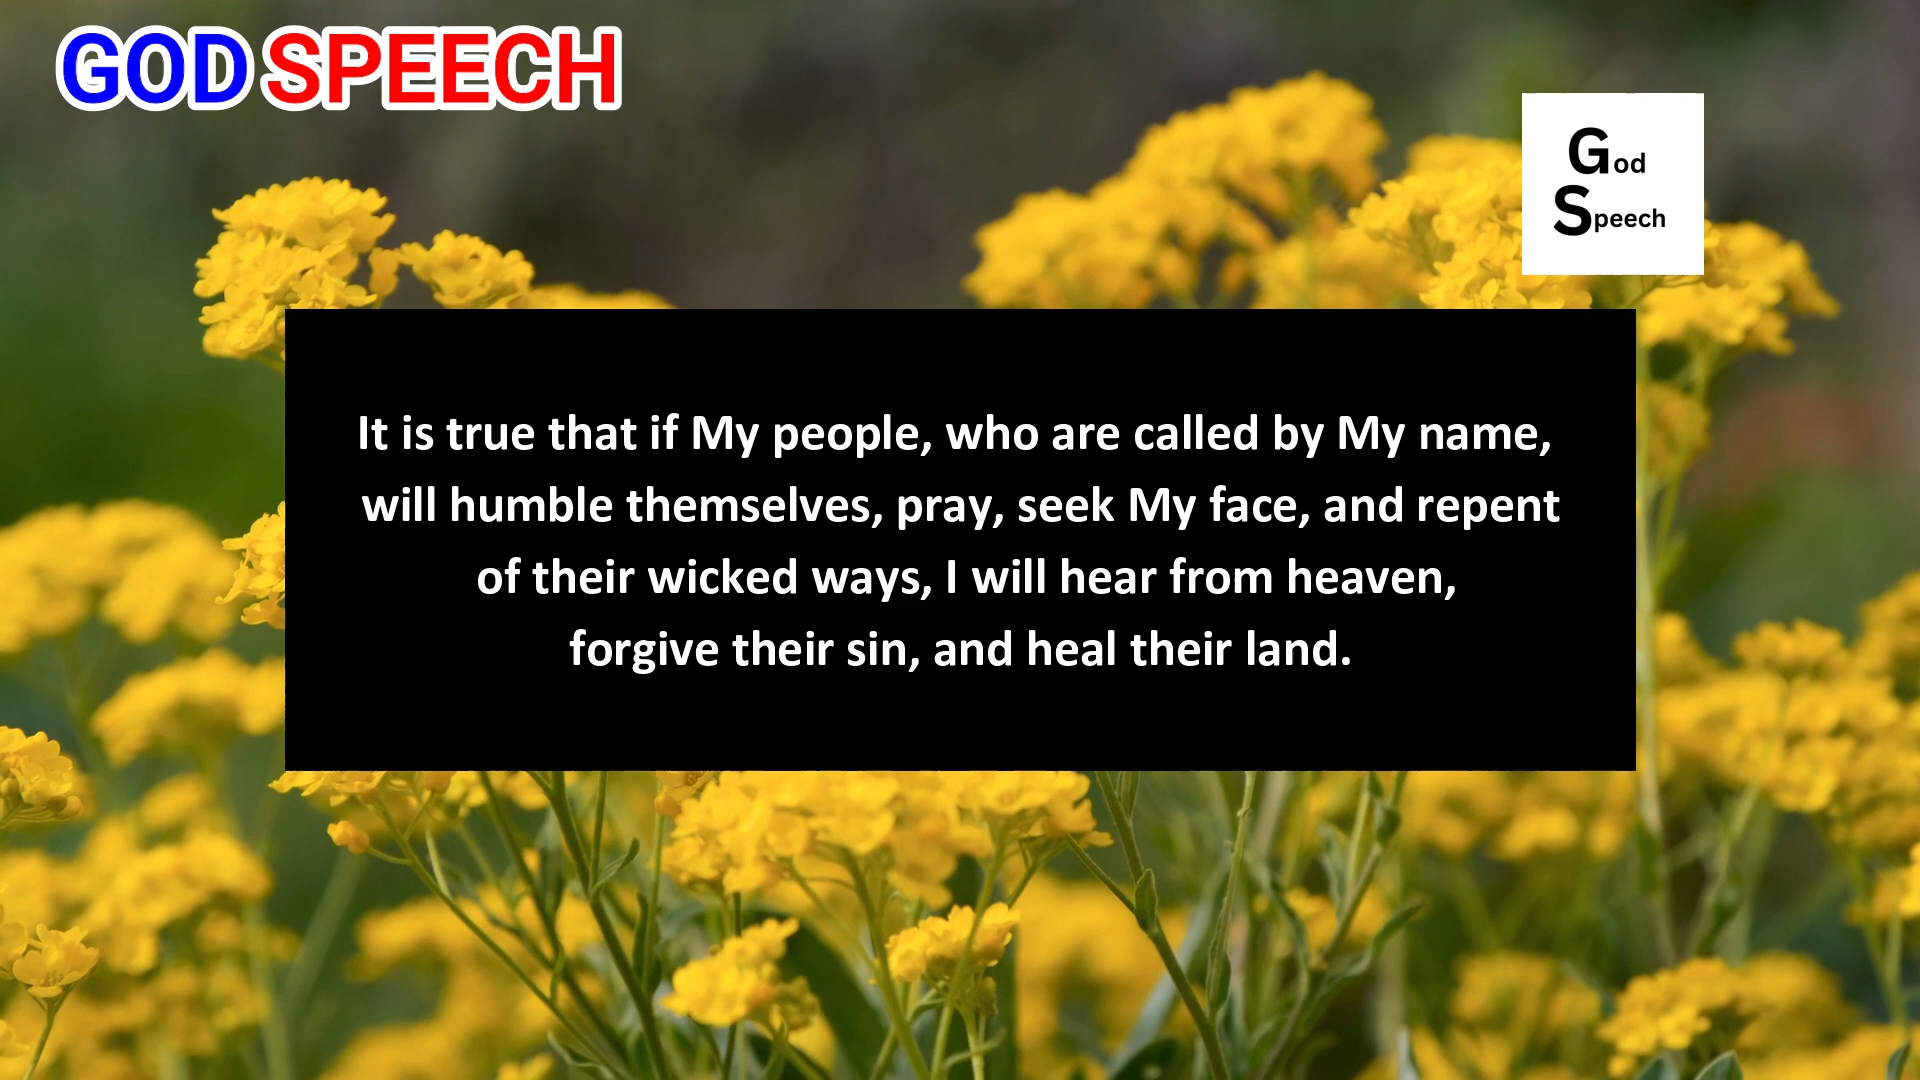 GOD SPEECH
God
Speech
It is true that if My people, who are called by My name,
will humble themselves, pray, seek My face, and repent
of their wicked ways, I will hear from heaven,
forgive their sin, and heal their land.